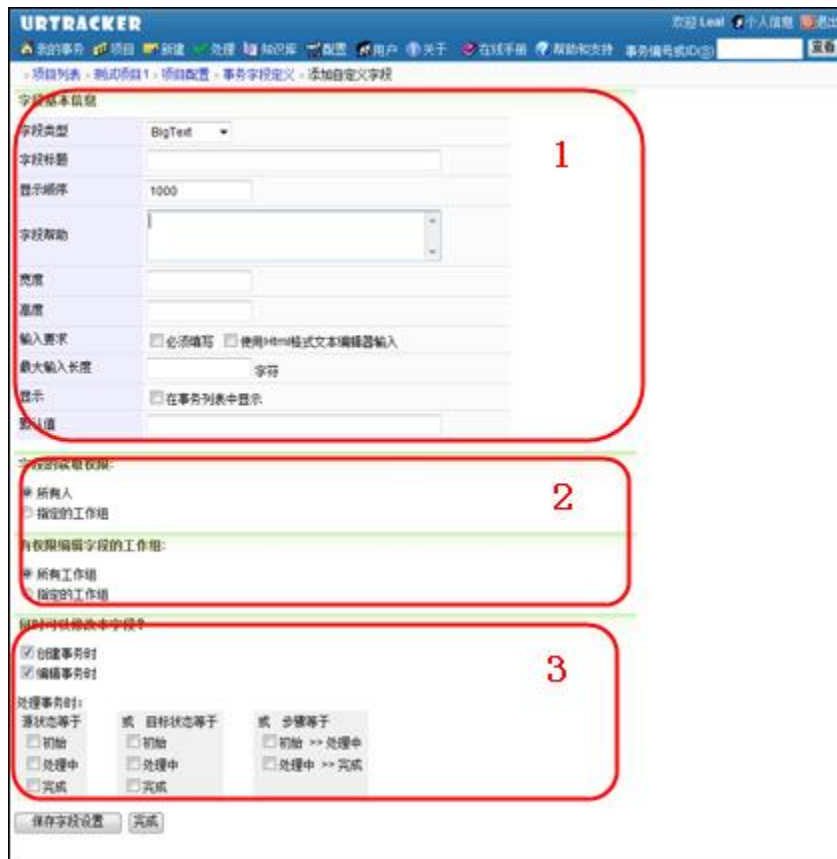 URTRACKER
欢迎 Leal 个人信息 退出
我的事务 项目 新建 处理 知识库 配置 用户 关于 在线手册 帮助和支持 事务编号或ID(S) 查看
项目列表 测试项目1 项目配置 事务字段定义 添加自定义字段
字段基本信息
字段类型 BigText
字段标题
显示顺序 1000
字段帮助
宽度
高度
输入要求 必须填写 使用Html格式文本编辑器输入
最大输入长度 字符
显示 在事务列表中显示
默认值
1
字段的读取权限:
所有人
指定的工作组
2
有权限编辑字段的工作组:
所有工作组
指定的工作组
何时可以修改本字段?
创建事务时
编辑事务时
3
处理事务时:
源状态等于 或 目标状态等于 或 步骤等于
初始 初始 初始 >> 处理中
处理中 处理中 处理中 >> 完成
完成 完成
保存字段设置 完成